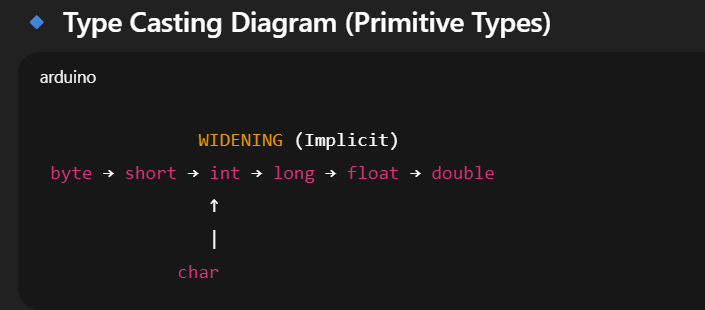 Type Casting Diagram (Primitive Types)
arduino
WIDENING (Implicit)
byte → short → int → long → float → double
↑
|
char